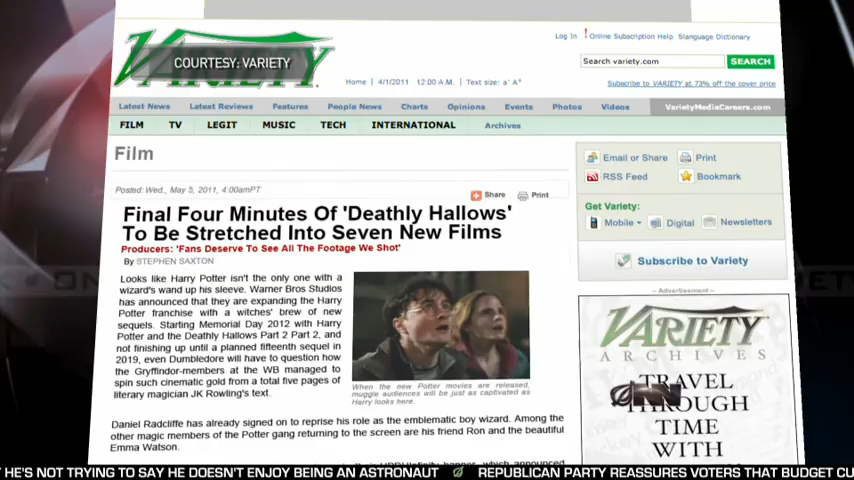 VARIETY
COURTESY: VARIETY
Log In ! Online Subscription Help Slanguage Dictionary
Search variety.com SEARCH
Home | 4/1/2011 12:00 A.M. | Text size: a- A+
Subscribe to VARIETY at 73% off the cover price
Latest News Latest Reviews Features People News Charts Opinions Events Photos Videos VarietyMediaCareers.com
FILM TV LEGIT MUSIC TECH INTERNATIONAL Archives
Film
Posted: Wed., May 5, 2011, 4:00amPT
Share Print
Final Four Minutes Of 'Deathly Hallows'
To Be Stretched Into Seven New Films
Producers: 'Fans Deserve To See All The Footage We Shot'
By STEPHEN SAXTON
Looks like Harry Potter isn't the only one with a
wizard's wand up his sleeve. Warner Bros Studios
has announced that they are expanding the Harry
Potter franchise with a witches' brew of new
sequels. Starting Memorial Day 2012 with Harry
Potter and the Deathly Hallows Part 2 Part 2, and
not finishing up until a planned fifteenth sequel in
2019, even Dumbledore will have to question how
the Gryffindor-members at the WB managed to
spin such cinematic gold from a total five pages of
literary magician JK Rowling's text.
When the new Potter movies are released,
muggle audiences will be just as captivated as
Harry looks here.
Daniel Radcliffe has already signed on to reprise his role as the emblematic boy wizard. Among the
other magic members of the Potter gang returning to the screen are his friend Ron and the beautiful
Emma Watson.
which announced
Email or Share Print
RSS Feed Bookmark
Get Variety:
Mobile Digital Newsletters
Subscribe to Variety
-- Advertisement --
VARIETY
ARCHIVES
TRAVEL
THROUGH
TIME
WITH
ONN
HE'S NOT TRYING TO SAY HE DOESN'T ENJOY BEING AN ASTRONAUT REPUBLICAN PARTY REASSURES VOTERS THAT BUDGET CU